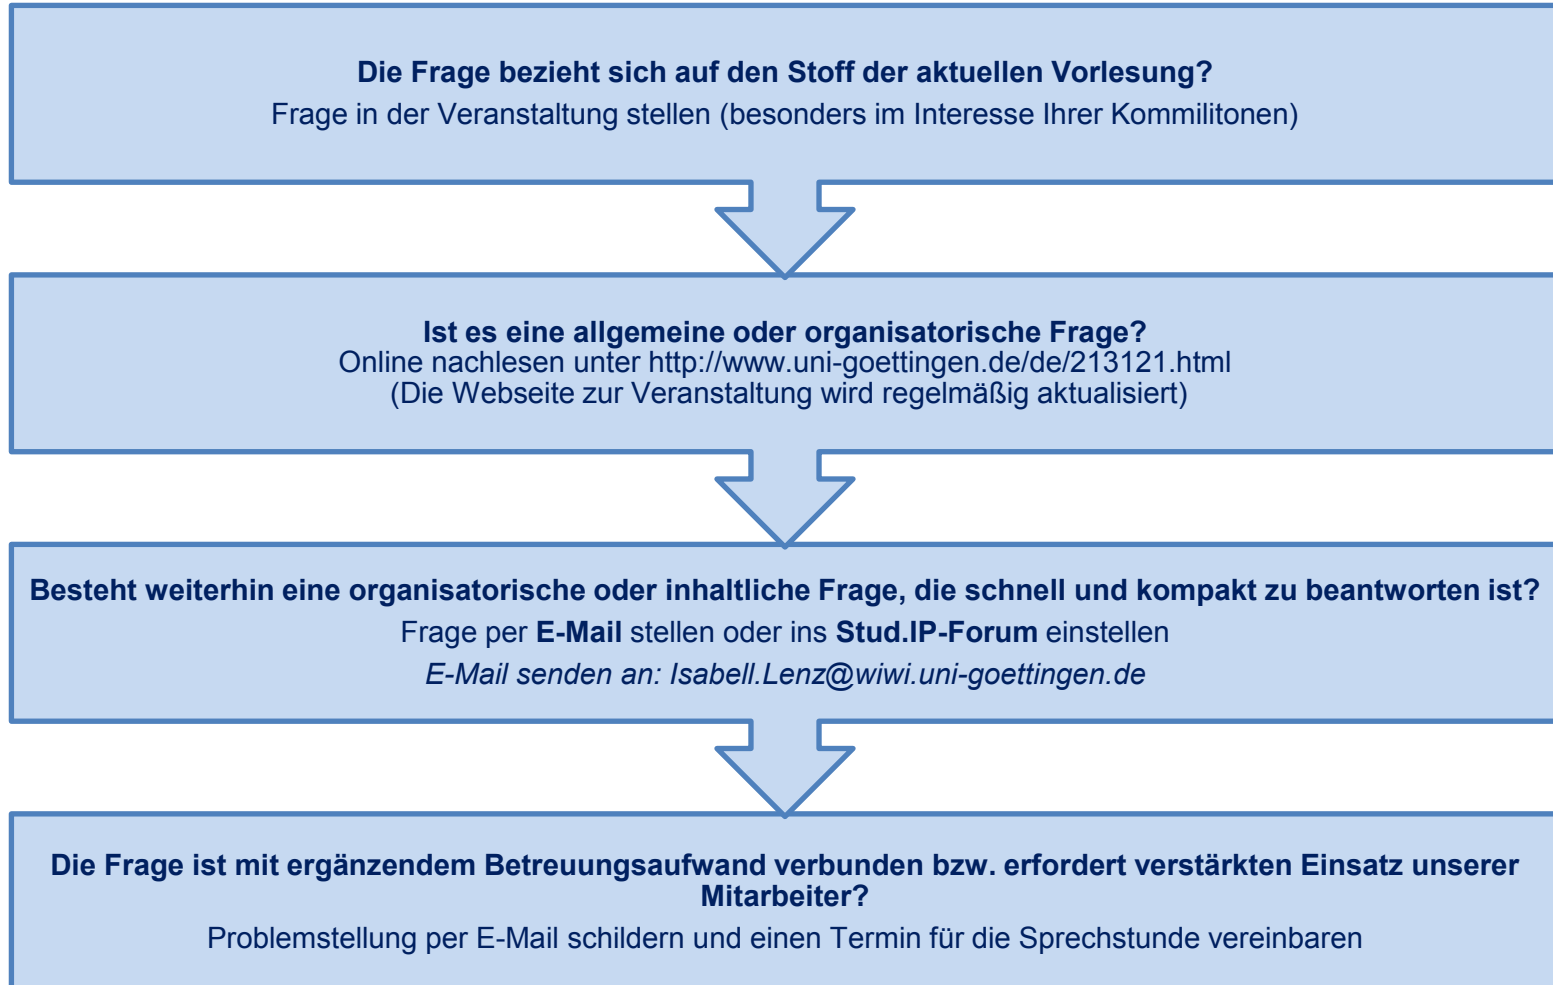 Die Frage bezieht sich auf den Stoff der aktuellen Vorlesung?
Frage in der Veranstaltung stellen (besonders im Interesse Ihrer Kommilitonen)
Ist es eine allgemeine oder organisatorische Frage?
Online nachlesen unter http://www.uni-goettingen.de/de/213121.html
(Die Webseite zur Veranstaltung wird regelmäßig aktualisiert)
Besteht weiterhin eine organisatorische oder inhaltliche Frage, die schnell und kompakt zu beantworten ist?
Frage per E-Mail stellen oder ins Stud.IP-Forum einstellen
E-Mail senden an: Isabell.Lenz@wiwi.uni-goettingen.de
Die Frage ist mit ergänzendem Betreuungsaufwand verbunden bzw. erfordert verstärkten Einsatz unserer
Mitarbeiter?
Problemstellung per E-Mail schildern und einen Termin für die Sprechstunde vereinbaren